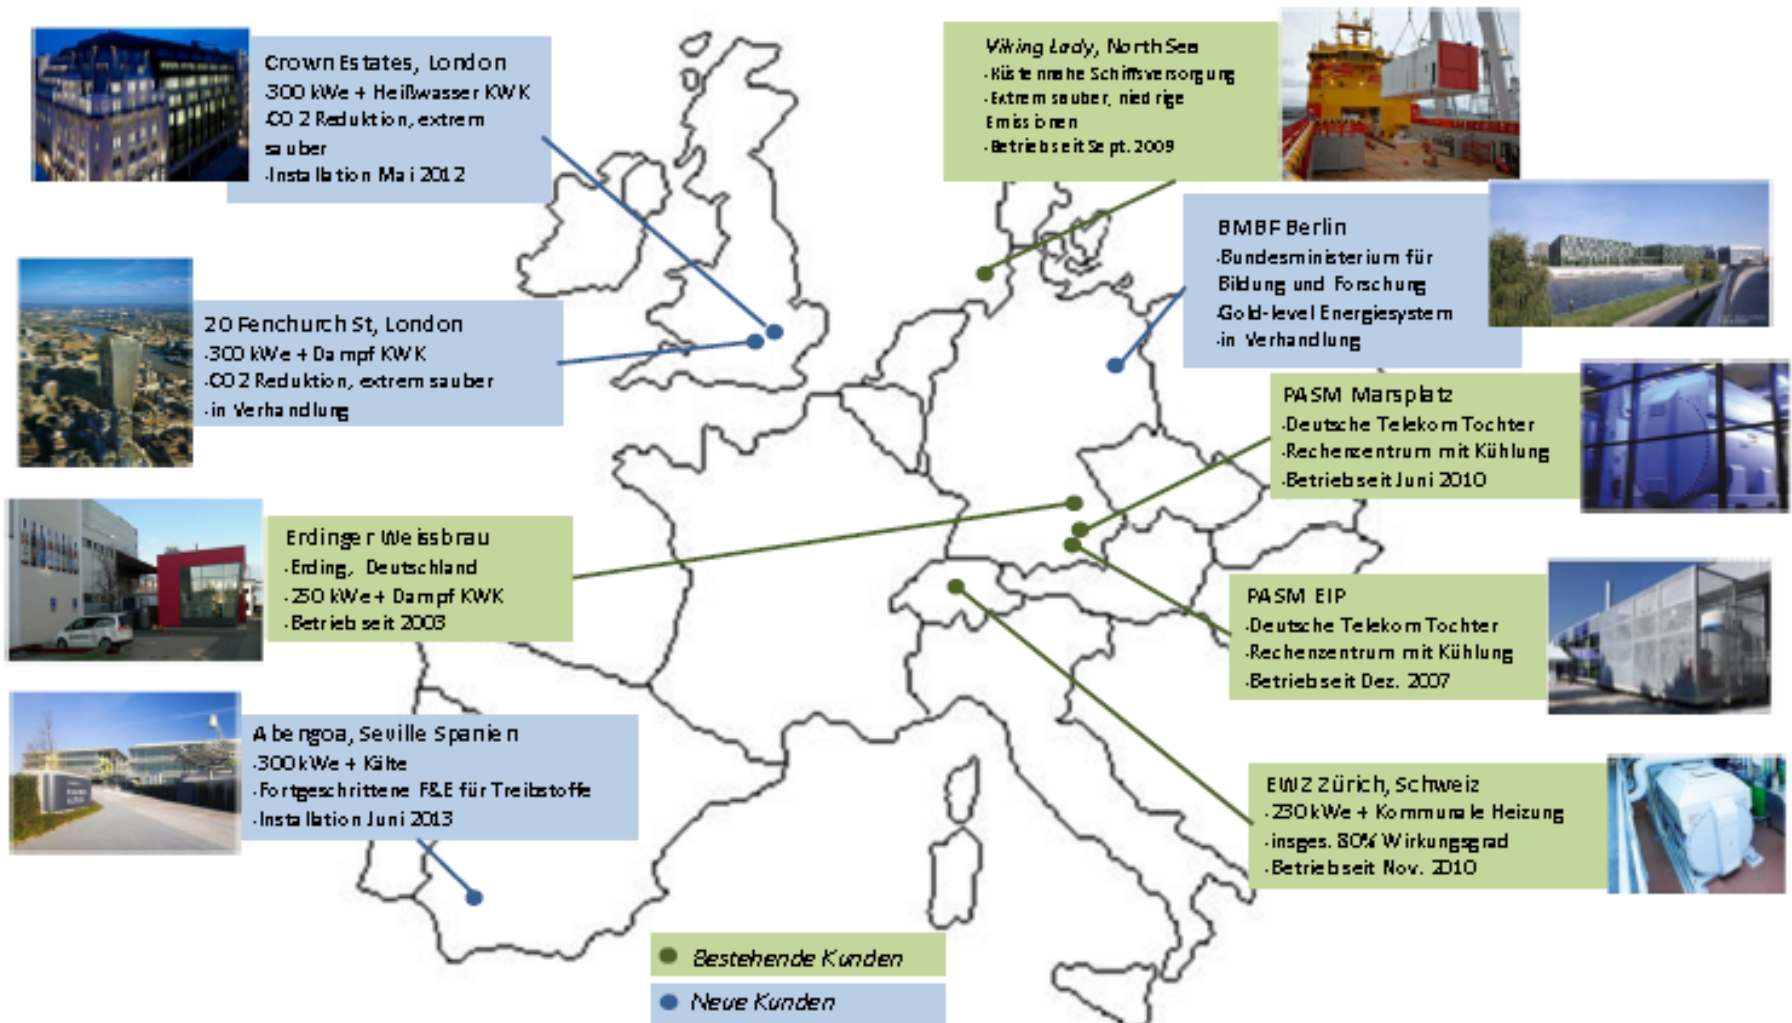 Crown Estates, London
-300 kWe + Heißwasser KWK
-CO2 Reduktion, extrem
sauber
-Installation Mai 2012
20 Fenchurch St, London
-300 kWe + Dampf KWK
-CO2 Reduktion, extrem sauber
-in Verhandlung
Erdinger Weissbrau
-Erding, Deutschland
-250 kWe + Dampf KWK
-Betrieb seit 2003
Abengoa, Seville Spanien
-300 kWe + Kälte
-Fortgeschrittene F&E für Treibstoffe
-Installation Juni 2013
Viking Lady, North Sea
-Küstennahe Schiffsversorgung
-Extrem sauber, niedrige
Emissionen
-Betrieb seit Sept. 2009
BMBF Berlin
-Bundesministerium für
Bildung und Forschung
-Gold-level Energiesystem
-in Verhandlung
PASM Marsplatz
-Deutsche Telekom Tochter
-Rechenzentrum mit Kühlung
-Betrieb seit Juni 2010
PASM EIP
-Deutsche Telekom Tochter
-Rechenzentrum mit Kühlung
-Betrieb seit Dez. 2007
EWZ Zürich, Schweiz
-230 kWe + Kommunale Heizung
-insges. 80% Wirkungsgrad
-Betrieb seit Nov. 2010
Bestehende Kunden
Neue Kunden